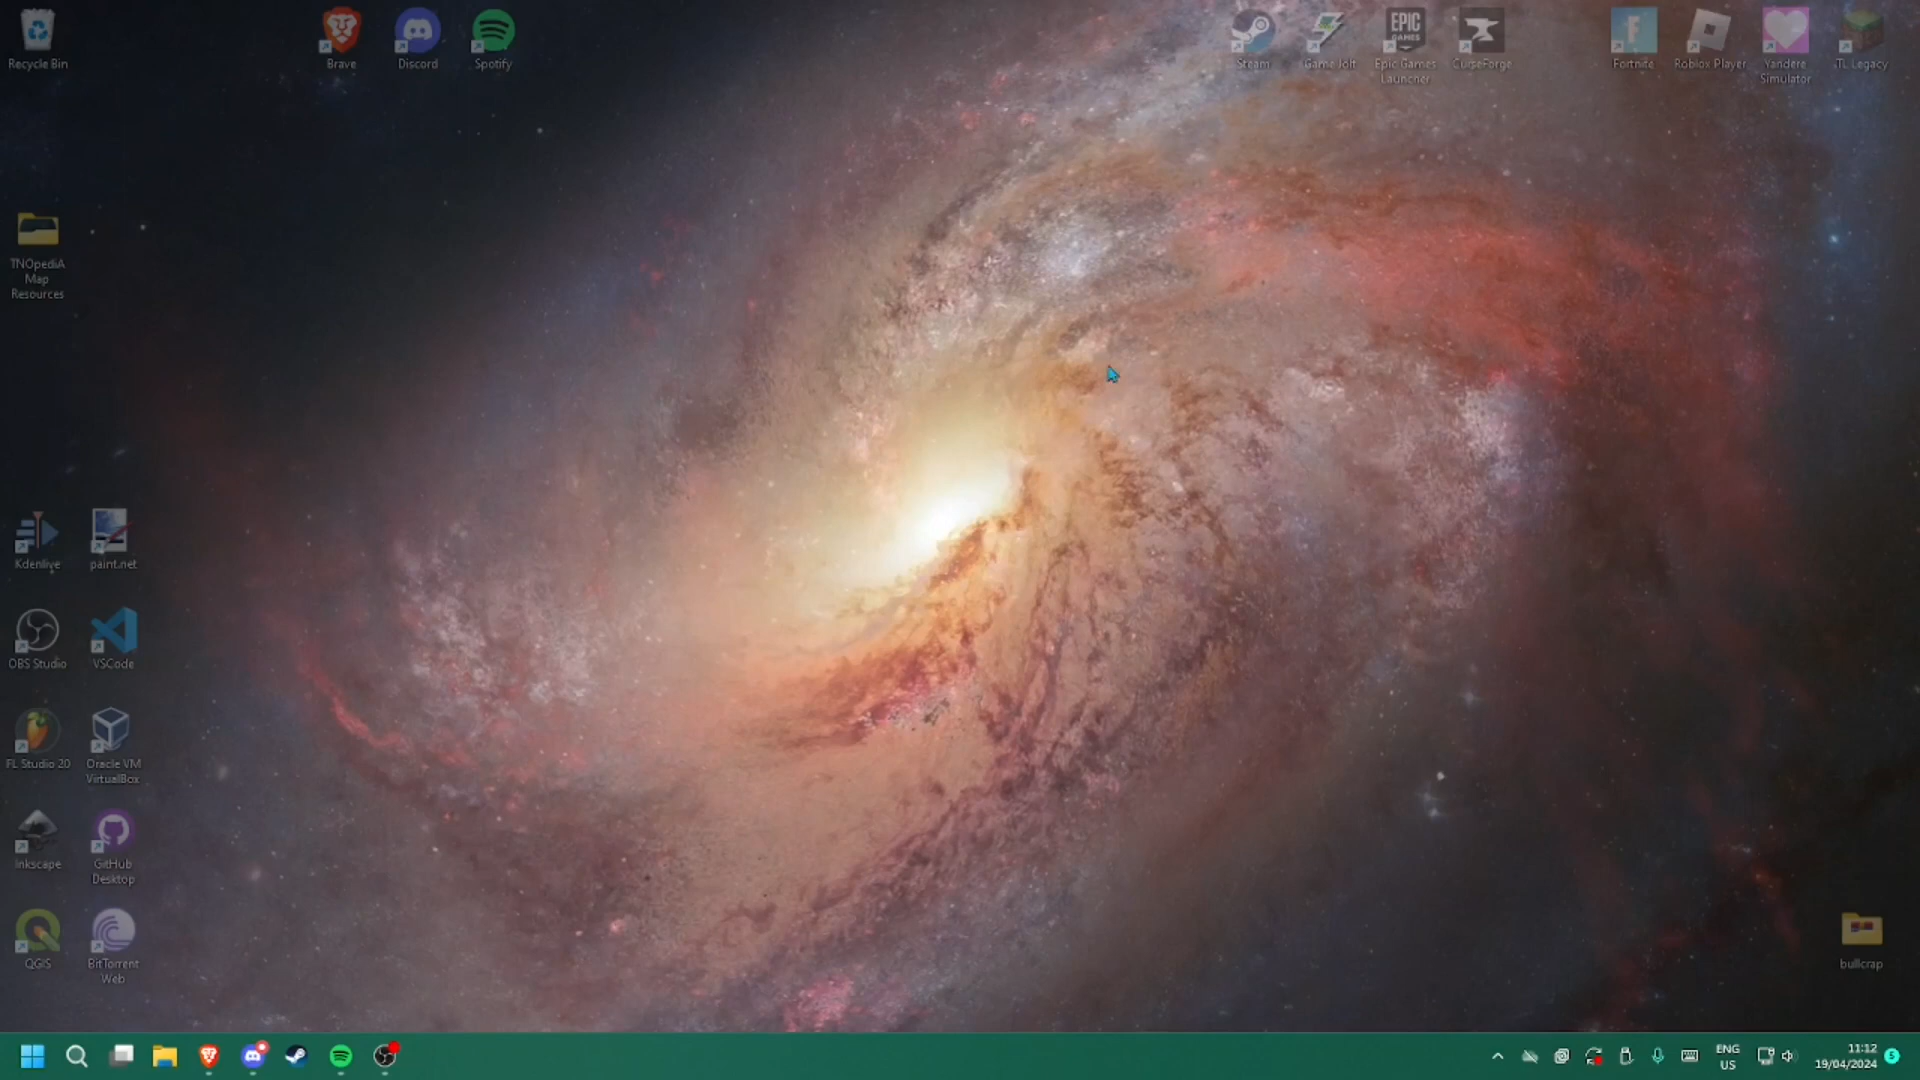 Recycle Bin
Brave
Discord
Spotify
Steam
Game Jolt
EPIC
GAMES
Epic Games
Launcher
CurseForge
Fortnite
Roblox Player
Yandere
Simulator
TL Legacy
TNOpediA
Map
Resources
Kdenlive
paint.net
OBS Studio
VSCode
FL Studio 20
Oracle VM
VirtualBox
Inkscape
GitHub
Desktop
QGIS
BitTorrent
Web
bullcrap
ENG
US
11:12
19/04/2024
5